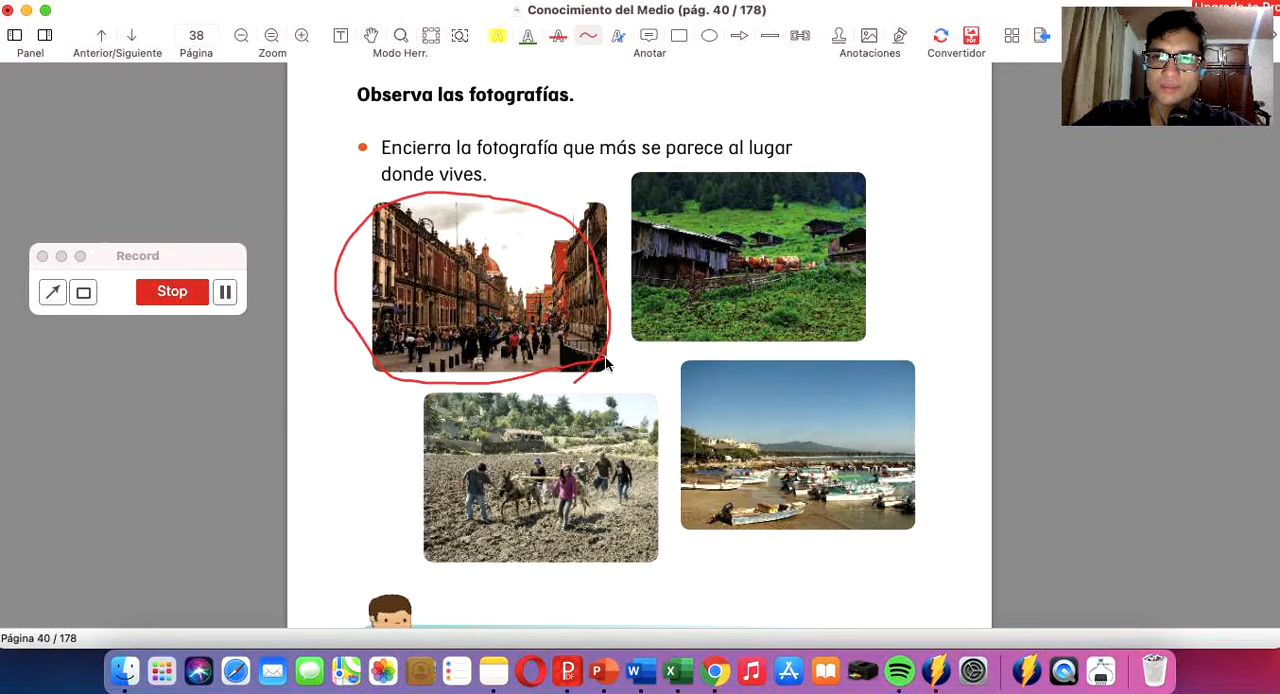 Conocimiento del Medio (pág. 40 / 178)
38
Panel
Anterior/Siguiente
Página
Zoom
Modo Herr.
Anotar
Anotaciones
Convertidor
Observa las fotografías.
Encierra la fotografía que más se parece al lugar
donde vives.
Record
Stop
Página 40 / 178